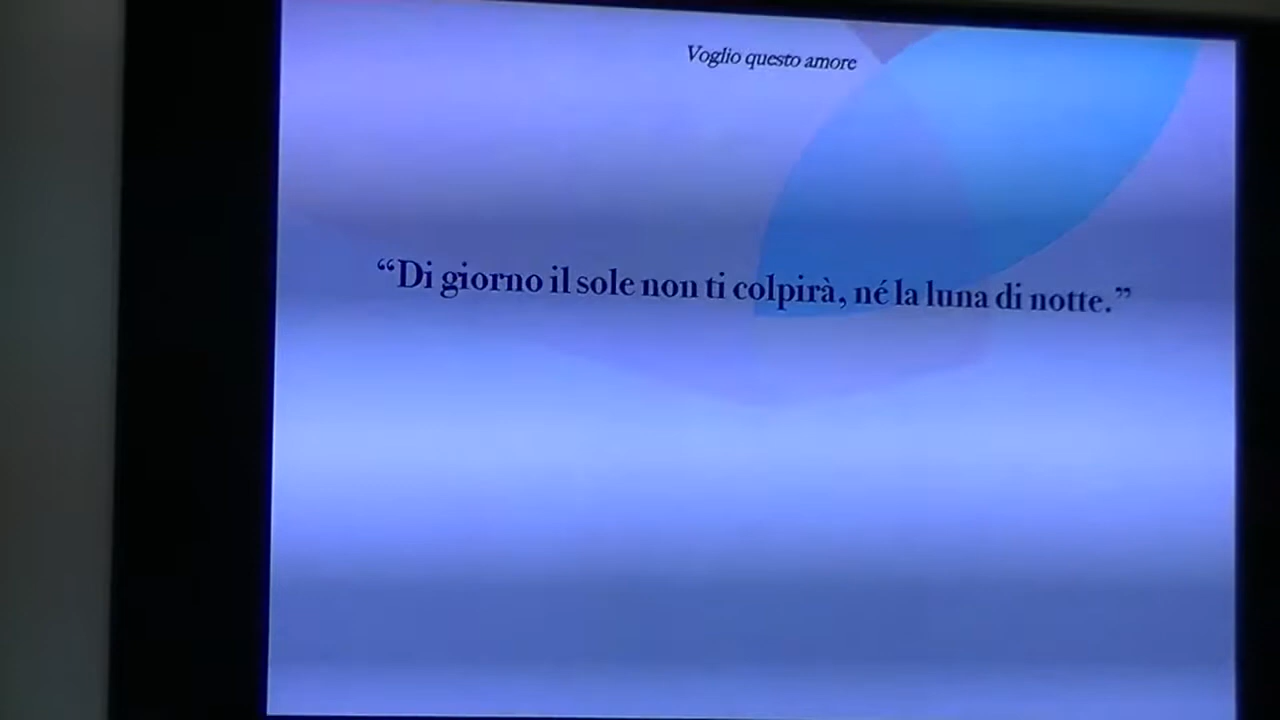 Voglio questo amore
“Di giorno il sole non ti colpirà, né la luna di notte.”